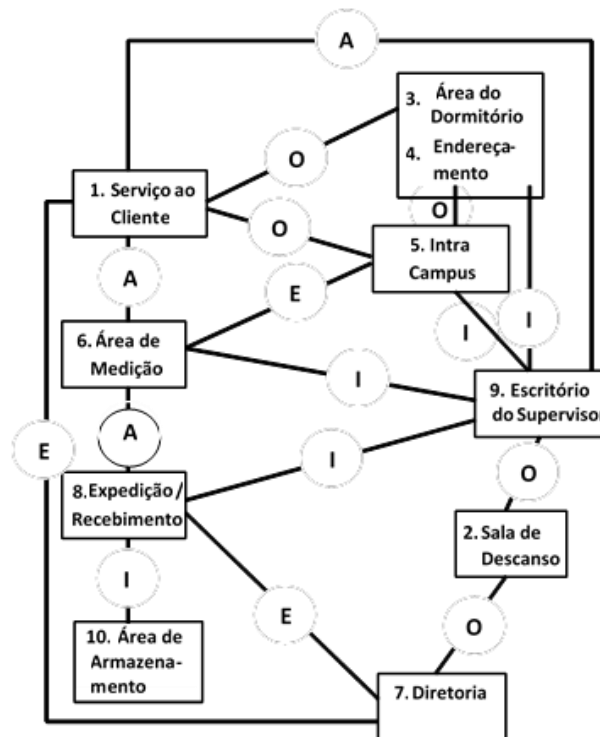 A
3. Área do
Dormitório
4. Endereça-
mento
O
1. Serviço ao
Cliente
O
O
5. Intra
Campus
A
E
6. Área de
Medição
I
I
I
9. Escritório
do Supervisor
A
E
I
8. Expedição /
Recebimento
O
2. Sala de
Descanso
I
E
O
10. Área de
Armazena-
mento
7. Diretoria